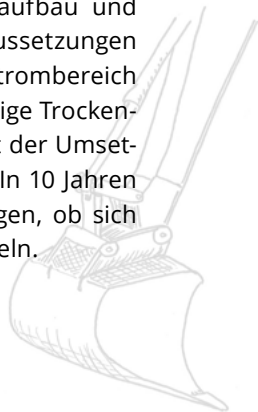 aufbau und
ussetzungen
trombereich
ige Trocken-
t der Umset-
In 10 Jahren
gen, ob sich
eln.